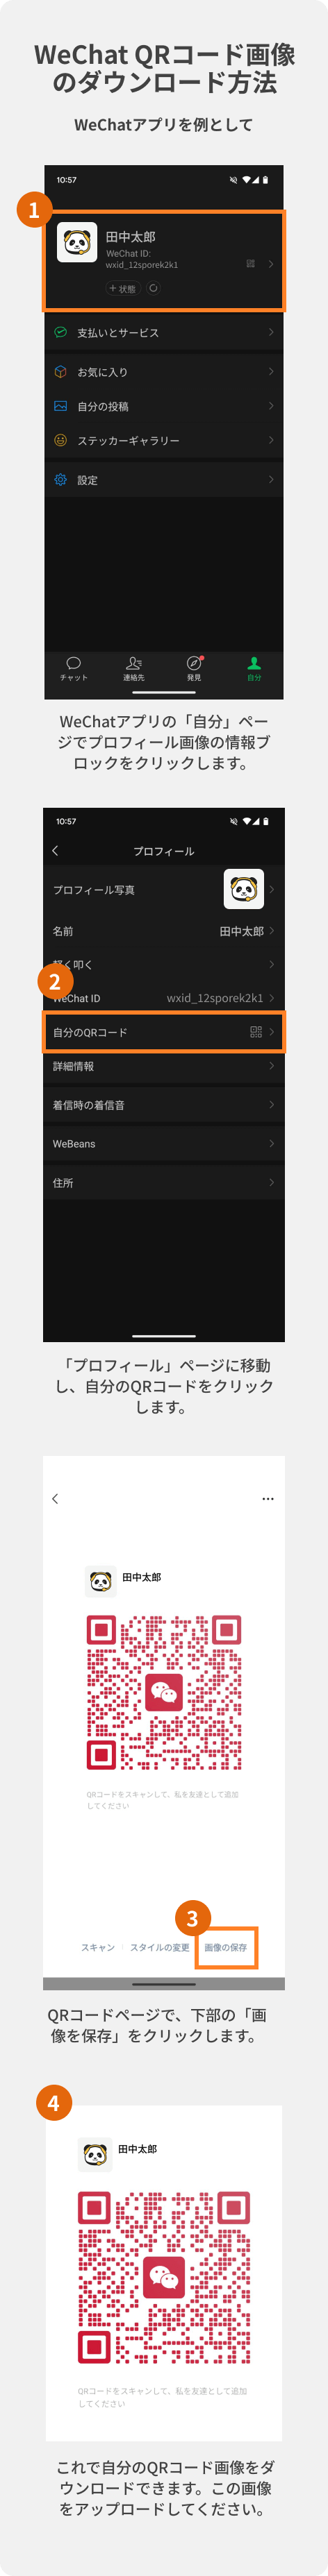 WeChat QRコード画像
のダウンロード方法
WeChatアプリを例として
10:57
1
田中太郎
WeChat ID:
wxid_12sporek2k1
+ 状態
支払いとサービス
お気に入り
自分の投稿
ステッカーギャラリー
設定
チャット
連絡先
発見
自分
WeChatアプリの「自分」ペー
ジでプロフィール画像の情報ブ
ロックをクリックします。
10:57
プロフィール
プロフィール写真
名前
田中太郎
軽く叩く
2
WeChat ID
wxid_12sporek2k1
自分のQRコード
詳細情報
着信時の着信音
WeBeans
住所
「プロフィール」ページに移動
し、自分のQRコードをクリック
します。
田中太郎
QRコードをスキャンして、私を友達として追加
してください
3
スキャン
スタイルの変更
画像の保存
QRコードページで、下部の「画
像を保存」をクリックします。
4
田中太郎
QRコードをスキャンして、私を友達として追加
してください
これで自分のQRコード画像をダ
ウンロードできます。この画像
をアップロードしてください。